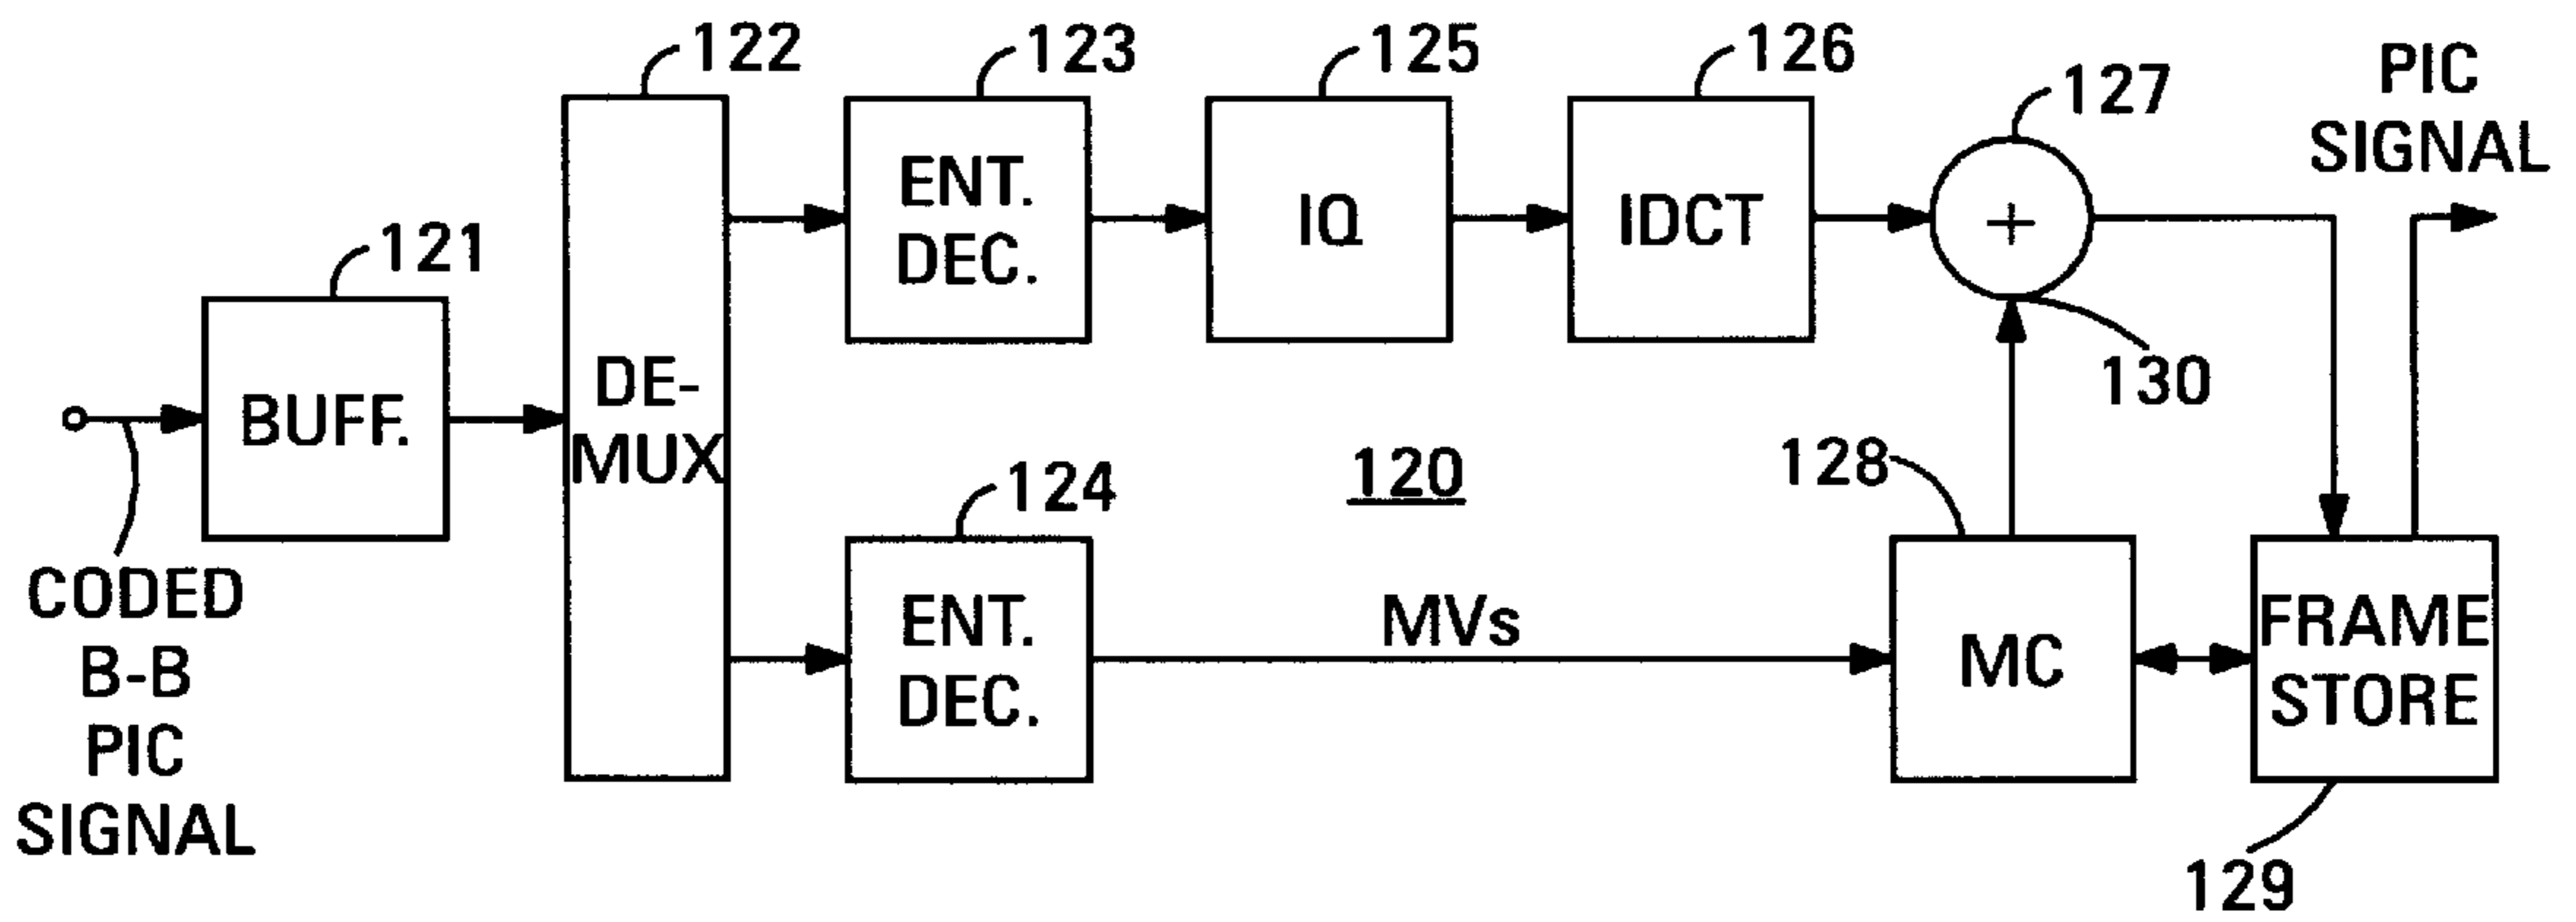 122
123
125
126
127
PIC
SIGNAL
121
ENT.
DEC.
IQ
IDCT
+
130
BUFF.
DE-
MUX
120
124
128
CODED
B-B
PIC
SIGNAL
ENT.
DEC.
MVs
MC
FRAME
STORE
129